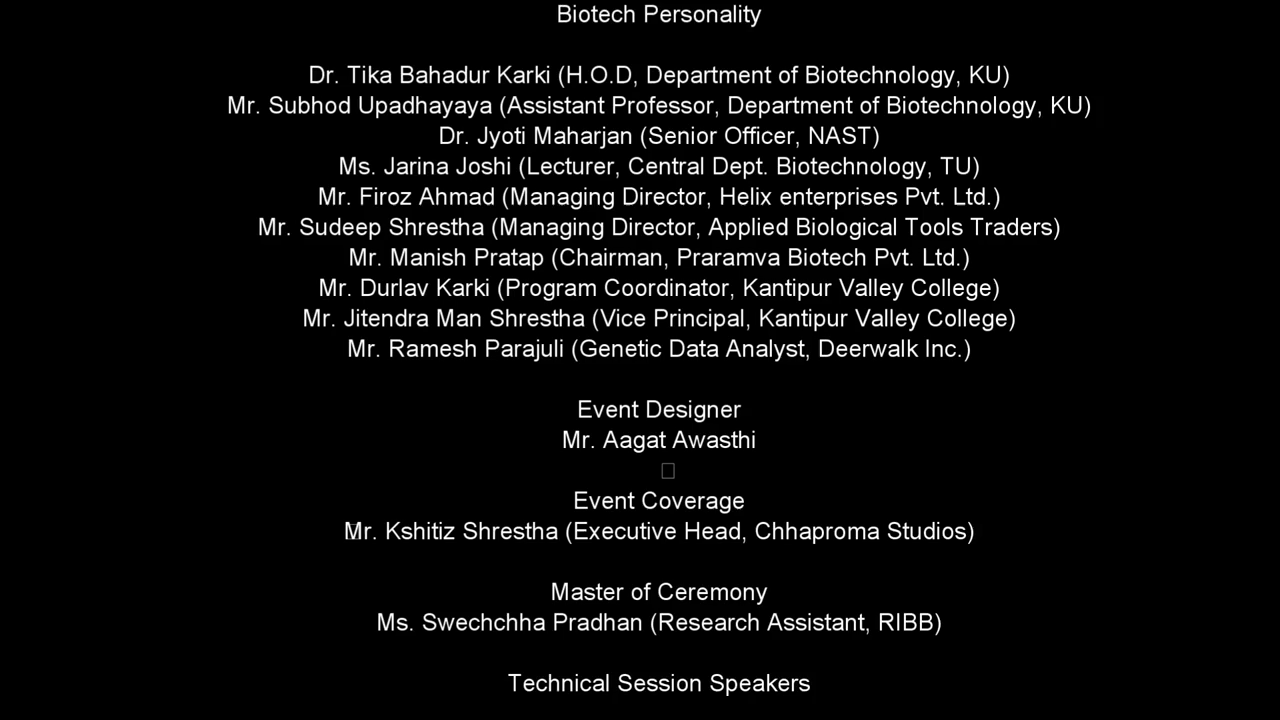 Biotech Personality
Dr. Tika Bahadur Karki (H.O.D, Department of Biotechnology, KU)
Mr. Subhod Upadhayaya (Assistant Professor, Department of Biotechnology, KU)
Dr. Jyoti Maharjan (Senior Officer, NAST)
Ms. Jarina Joshi (Lecturer, Central Dept. Biotechnology, TU)
Mr. Firoz Ahmad (Managing Director, Helix enterprises Pvt. Ltd.)
Mr. Sudeep Shrestha (Managing Director, Applied Biological Tools Traders)
Mr. Manish Pratap (Chairman, Praramva Biotech Pvt. Ltd.)
Mr. Durlav Karki (Program Coordinator, Kantipur Valley College)
Mr. Jitendra Man Shrestha (Vice Principal, Kantipur Valley College)
Mr. Ramesh Parajuli (Genetic Data Analyst, Deerwalk Inc.)
Event Designer
Mr. Aagat Awasthi
Event Coverage
Mr. Kshitiz Shrestha (Executive Head, Chhaproma Studios)
Master of Ceremony
Ms. Swechchha Pradhan (Research Assistant, RIBB)
Technical Session Speakers